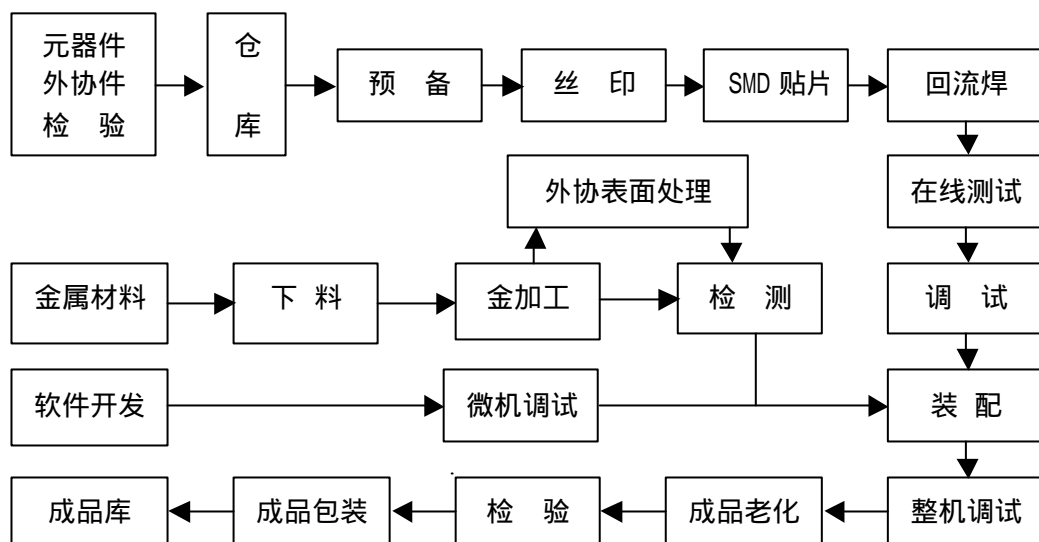 元器件
外协件
检 验
仓
库
预 备
丝 印
SMD 贴片
回流焊
外协表面处理
在线测试
金属材料
下 料
金加工
检 测
调 试
软件开发
微机调试
装 配
成品库
成品包装
检 验
成品老化
整机调试